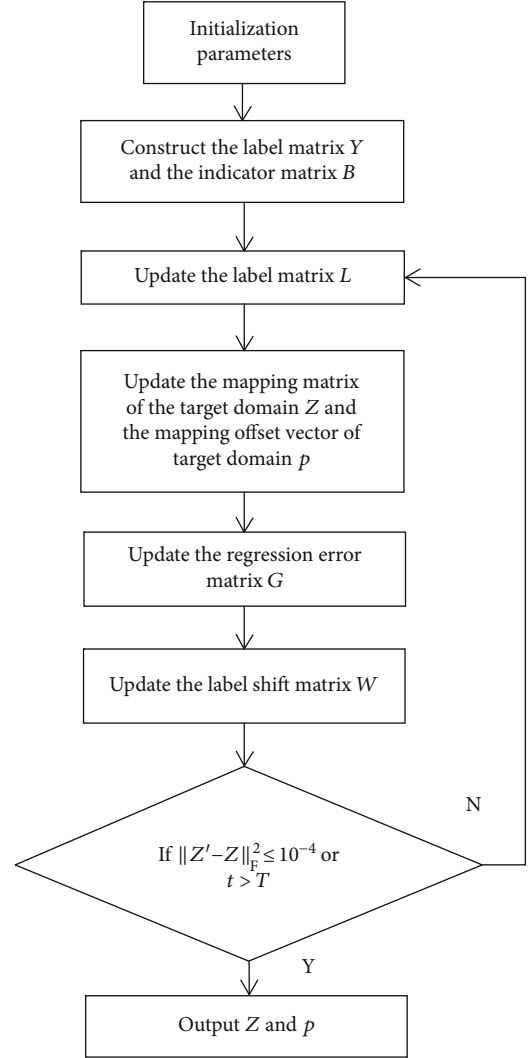 Initialization
parameters
Construct the label matrix Y
and the indicator matrix B
Update the label matrix L
Update the mapping matrix
of the target domain Z and
the mapping offset vector of
target domain p
Update the regression error
matrix G
Update the label shift matrix W
N
If ||Z′–Z||²_F ≤ 10⁻⁴ or
t > T
Y
Output Z and p